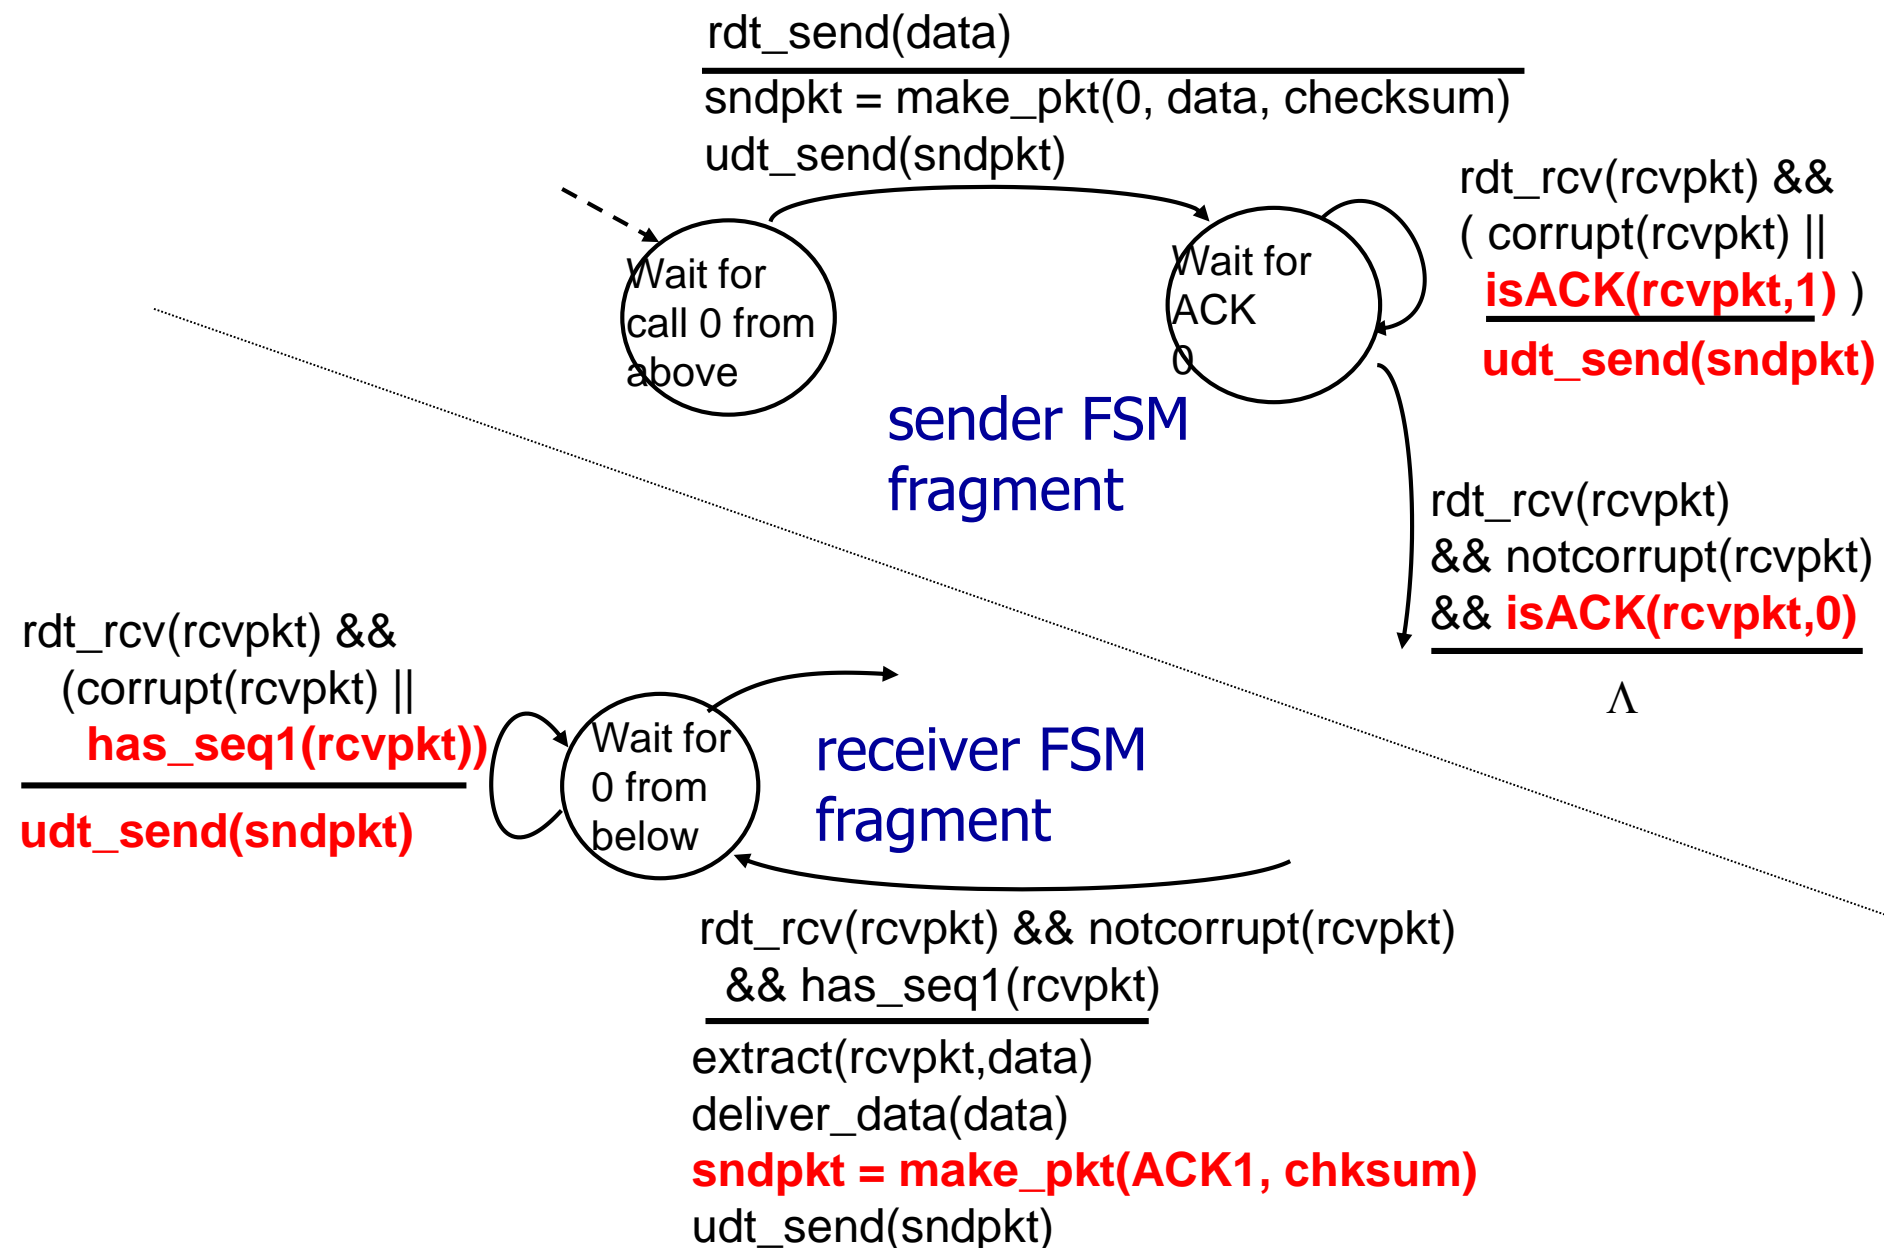 rdt_send(data)
sndpkt = make_pkt(0, data, checksum)
udt_send(sndpkt)
rdt_rcv(rcvpkt) &&
( corrupt(rcvpkt) ||
isACK(rcvpkt,1) )
udt_send(sndpkt)
Wait for
call 0 from
above
Wait for
ACK
0
sender FSM
fragment
rdt_rcv(rcvpkt)
&& notcorrupt(rcvpkt)
&& isACK(rcvpkt,0)
Λ
rdt_rcv(rcvpkt) &&
(corrupt(rcvpkt) ||
has_seq1(rcvpkt))
udt_send(sndpkt)
Wait for
0 from
below
receiver FSM
fragment
rdt_rcv(rcvpkt) && notcorrupt(rcvpkt)
&& has_seq1(rcvpkt)
extract(rcvpkt,data)
deliver_data(data)
sndpkt = make_pkt(ACK1, chksum)
udt_send(sndpkt)